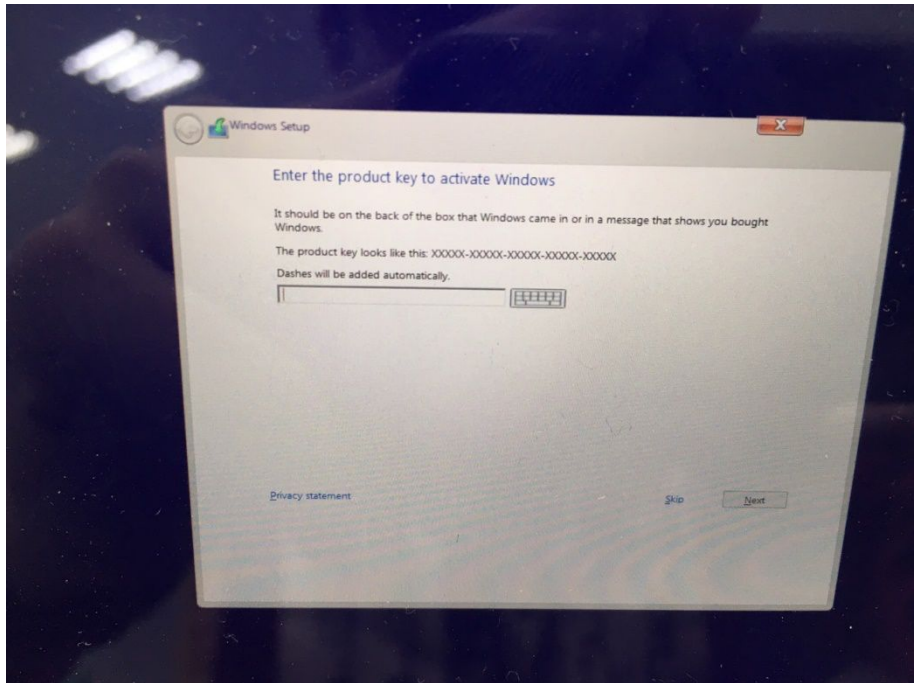 Windows Setup
X
Enter the product key to activate Windows
It should be on the back of the box that Windows came in or in a message that shows you bought
Windows.
The product key looks like this: XXXXX-XXXXX-XXXXX-XXXXX-XXXXX
Dashes will be added automatically.
Privacy statement
Skip
Next